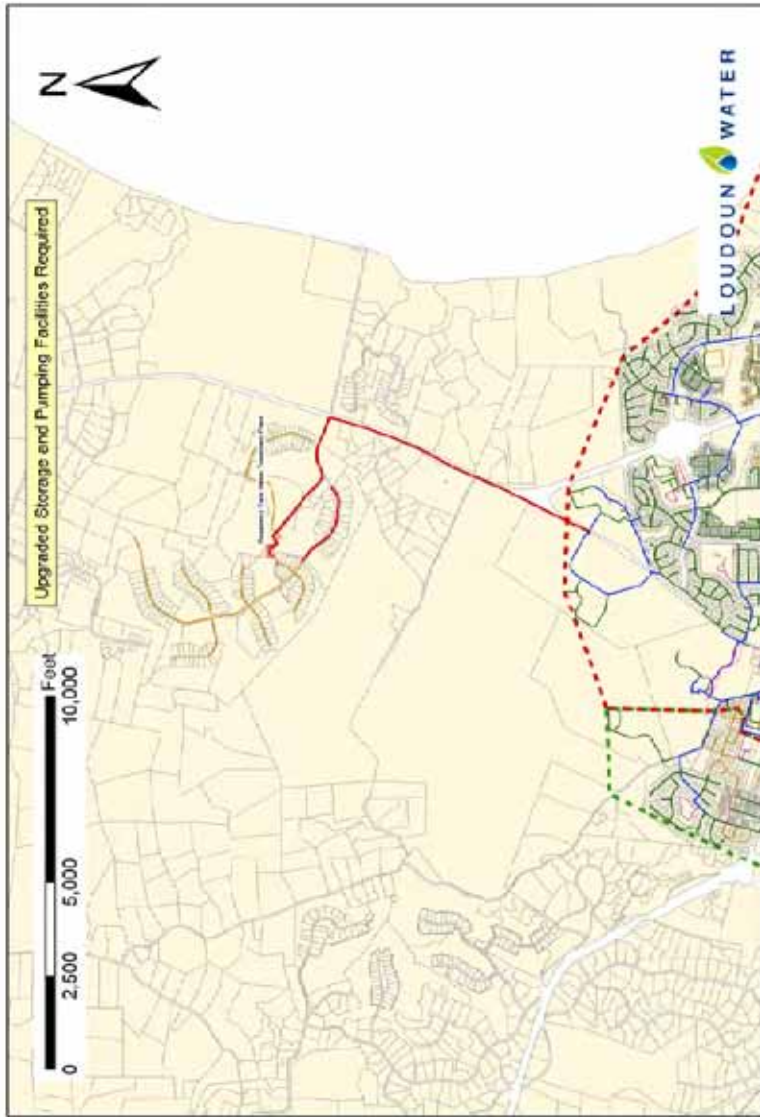 N
Upgraded Storage and Pumping Facilities Required
Feet
0 2,500 5,000 10,000
LOUDOUN WATER